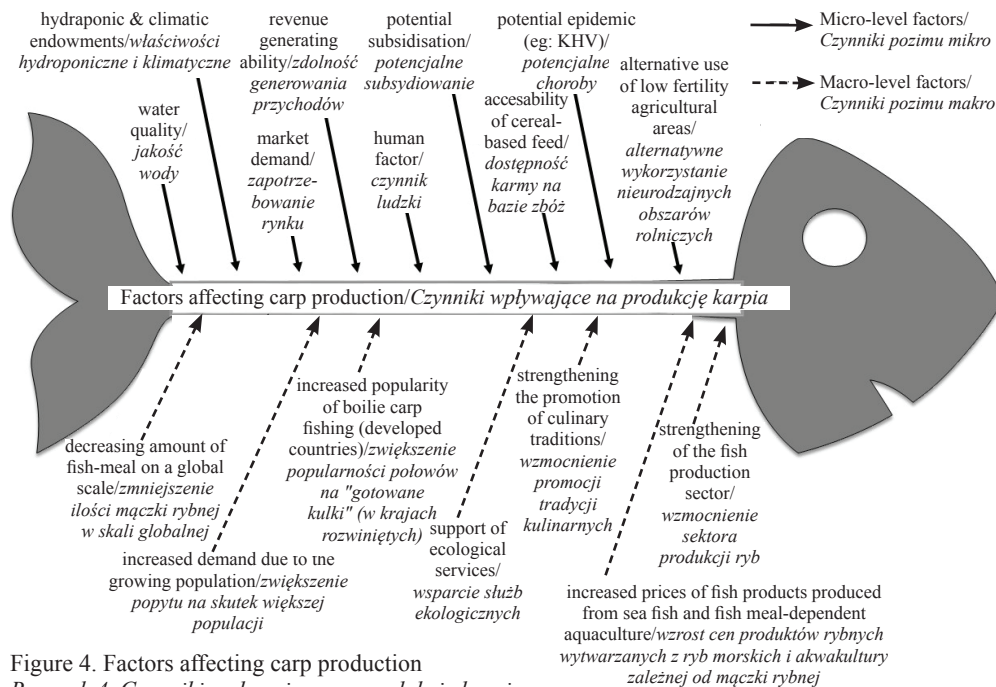 hydraponic & climatic
endowments/właściwości
hydroponiczne i klimatyczne
revenue
generating
ability/zdolność
generowania
przychodów
potential
subsidisation/
potencjalne
subsydiowanie
potential epidemic
(eg: KHV)/
potencjalne
choroby
Micro-level factors/
Czynniki pozimu mikro
Macro-level factors/
Czynniki pozimu makro
water
quality/
jakość
wody
market
demand/
zapotrze-
bowanie
rynku
human
factor/
czynnik
ludzki
accesability
of cereal-
based feed/
dostępność
karmy na
bazie zbóż
alternative use
of low fertility
agricultural
areas/
alternatywne
wykorzystanie
nieurodzajnych
obszarów
rolniczych
Factors affecting carp production/Czynniki wpływające na produkcję karpia
decreasing amount of
fish-meal on a global
scale/zmniejszenie
ilości mączki rybnej
w skali globalnej
increased demand due to the
growing population/zwiększenie
popytu na skutek większej
populacji
increased popularity
of boilie carp
fishing (developed
countries)/zwiększenie
popularności połowów
na "gotowane
kulki" (w krajach
rozwiniętych)
support of
ecological
services/
wsparcie służb
ekologicznych
strengthening
the promotion
of culinary
traditions/
wzmocnienie
promocji
tradycji
kulinarnych
strengthening
of the fish
production
sector/
wzmocnienie
sektora
produkcji ryb
increased prices of fish products produced
from sea fish and fish meal-dependent
aquaculture/wzrost cen produktów rybnych
wytwarzanych z ryb morskich i akwakultury
zależnej od mączki rybnej
Figure 4. Factors affecting carp production